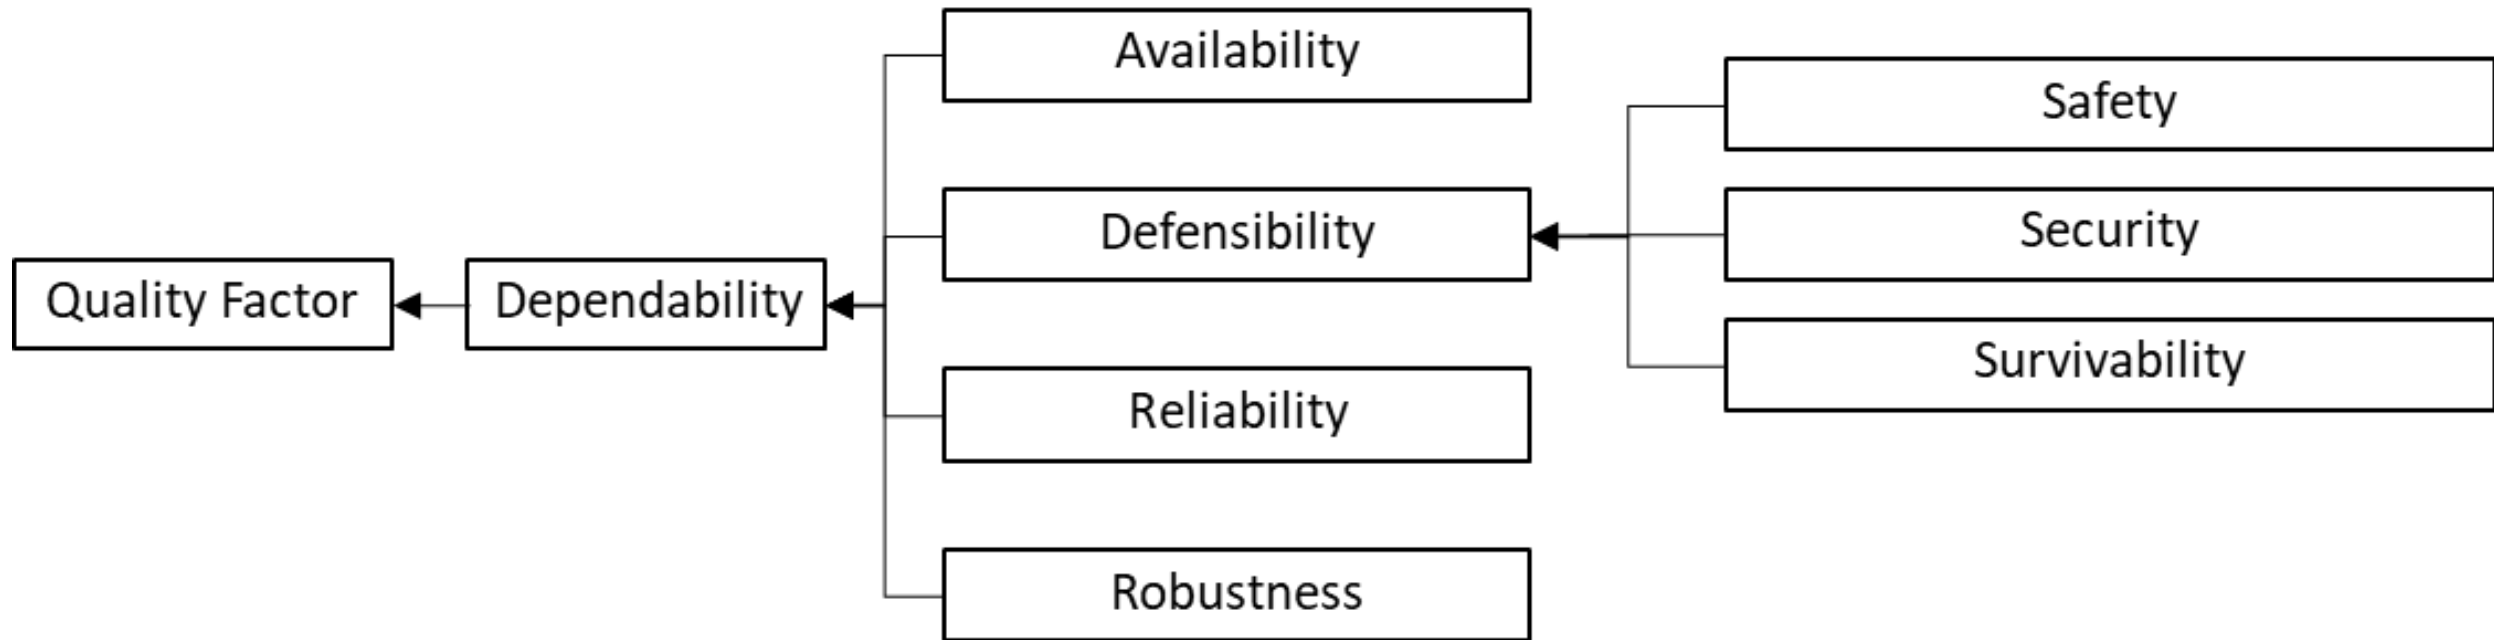 Quality Factor
Dependability
Availability
Defensibility
Reliability
Robustness
Safety
Security
Survivability